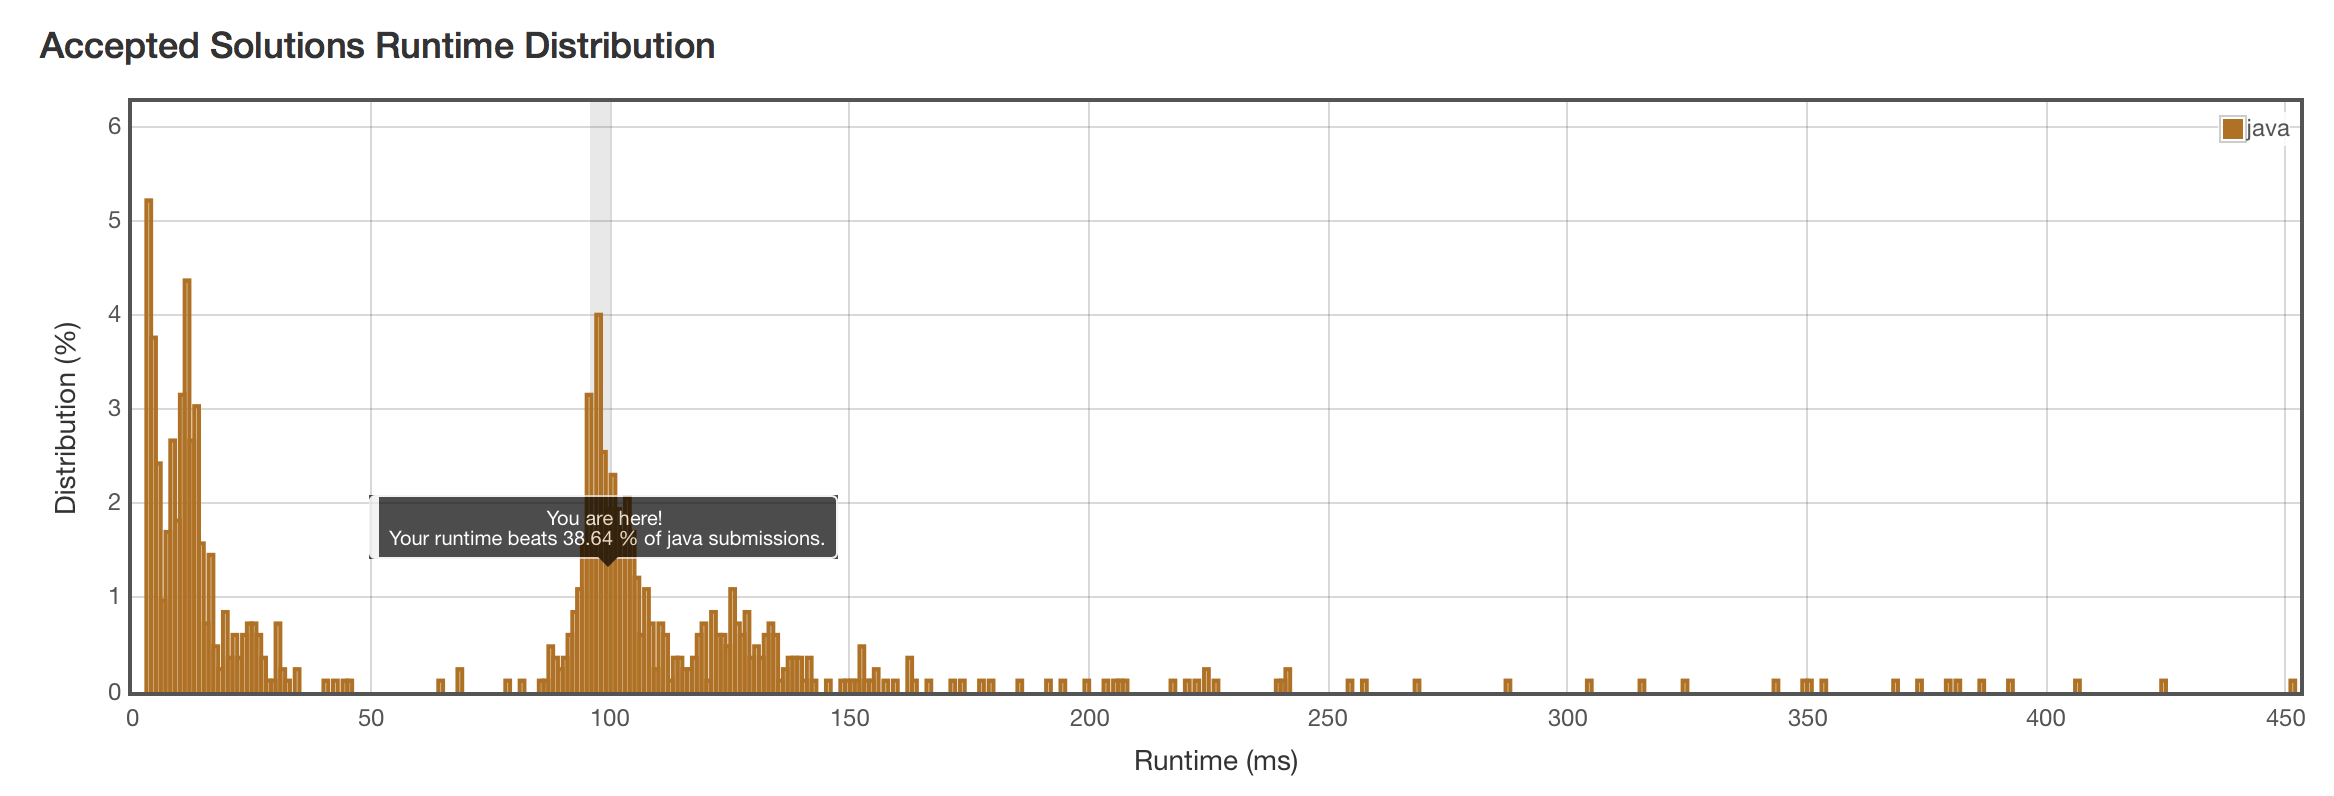 Accepted Solutions Runtime Distribution
6
java
5
4
3
2
1
0
Distribution (%)
You are here!
Your runtime beats 38.64 % of java submissions.
0 50 100 150 200 250 300 350 400 450
Runtime (ms)